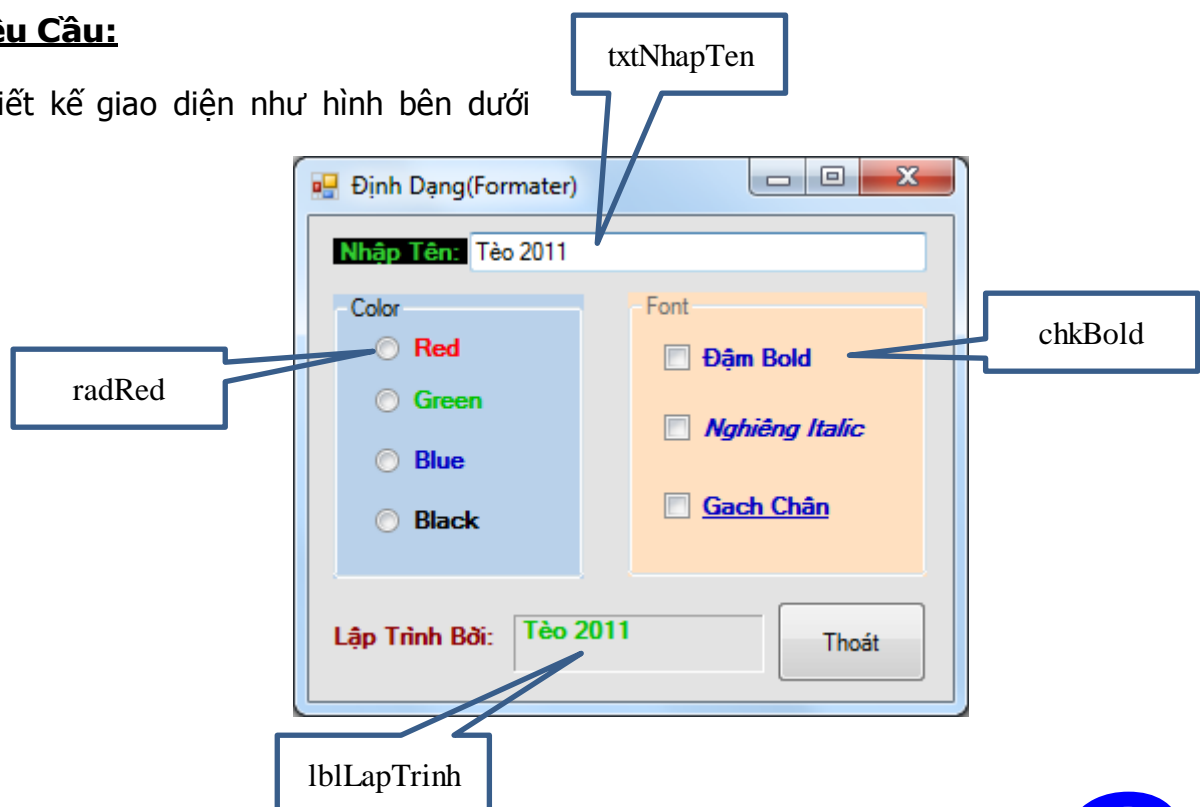 êu Cầu:
txtNhapTen
iết kế giao diện như hình bên dưới
Định Dạng(Formater)
Nhập Tên: Tèo 2011
Color
Font
Red
Đậm Bold
chkBold
radRed
Green
Nghiêng Italic
Blue
Gach Chân
Black
Lập Trình Bởi: Tèo 2011
Thoát
lblLapTrinh